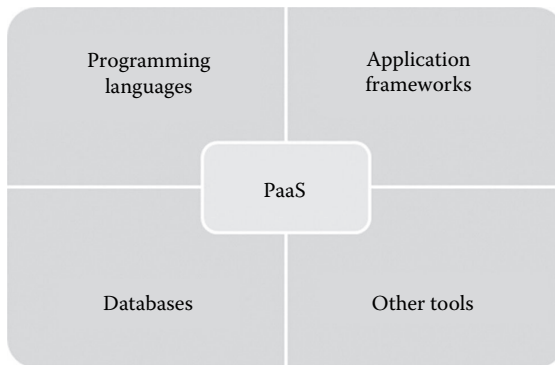 Programming
languages
Application
frameworks
PaaS
Databases
Other tools